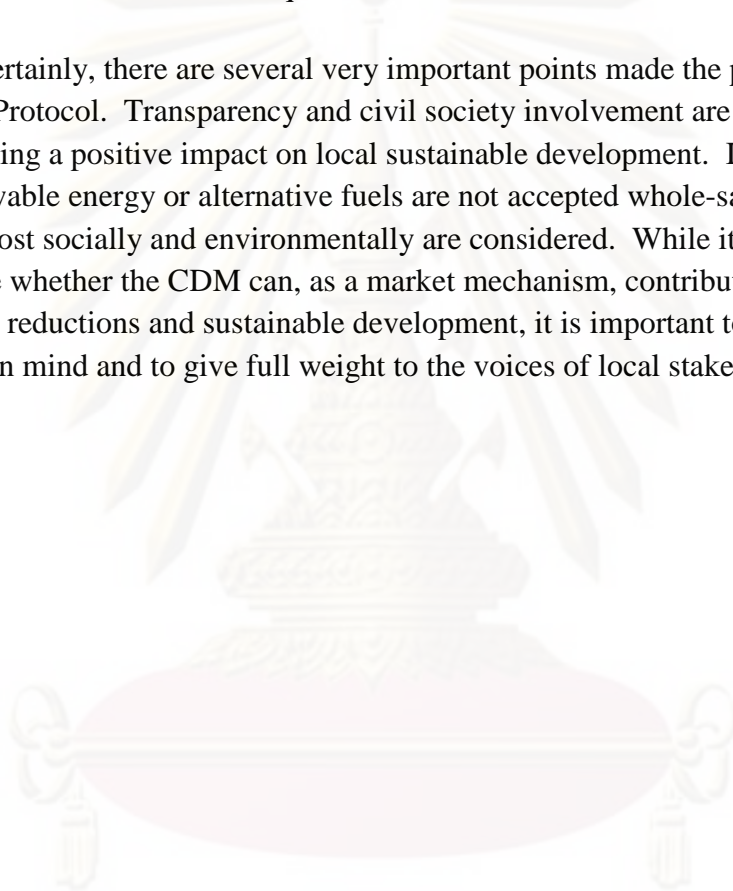 ertainly, there are several very important points made the p
Protocol. Transparency and civil society involvement are
ing a positive impact on local sustainable development.
vable energy or alternative fuels are not accepted whole-sa
ost socially and environmentally are considered. While it
whether the CDM can, as a market mechanism, contribut
reductions and sustainable development, it is important to
n mind and to give full weight to the voices of local stake